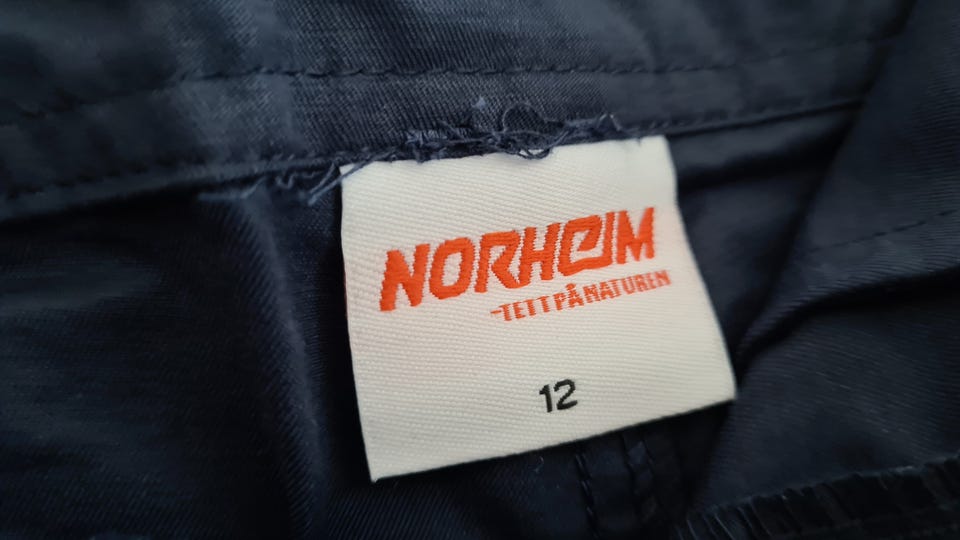 NORHEIM
-TETT PÅ NATUREN
12